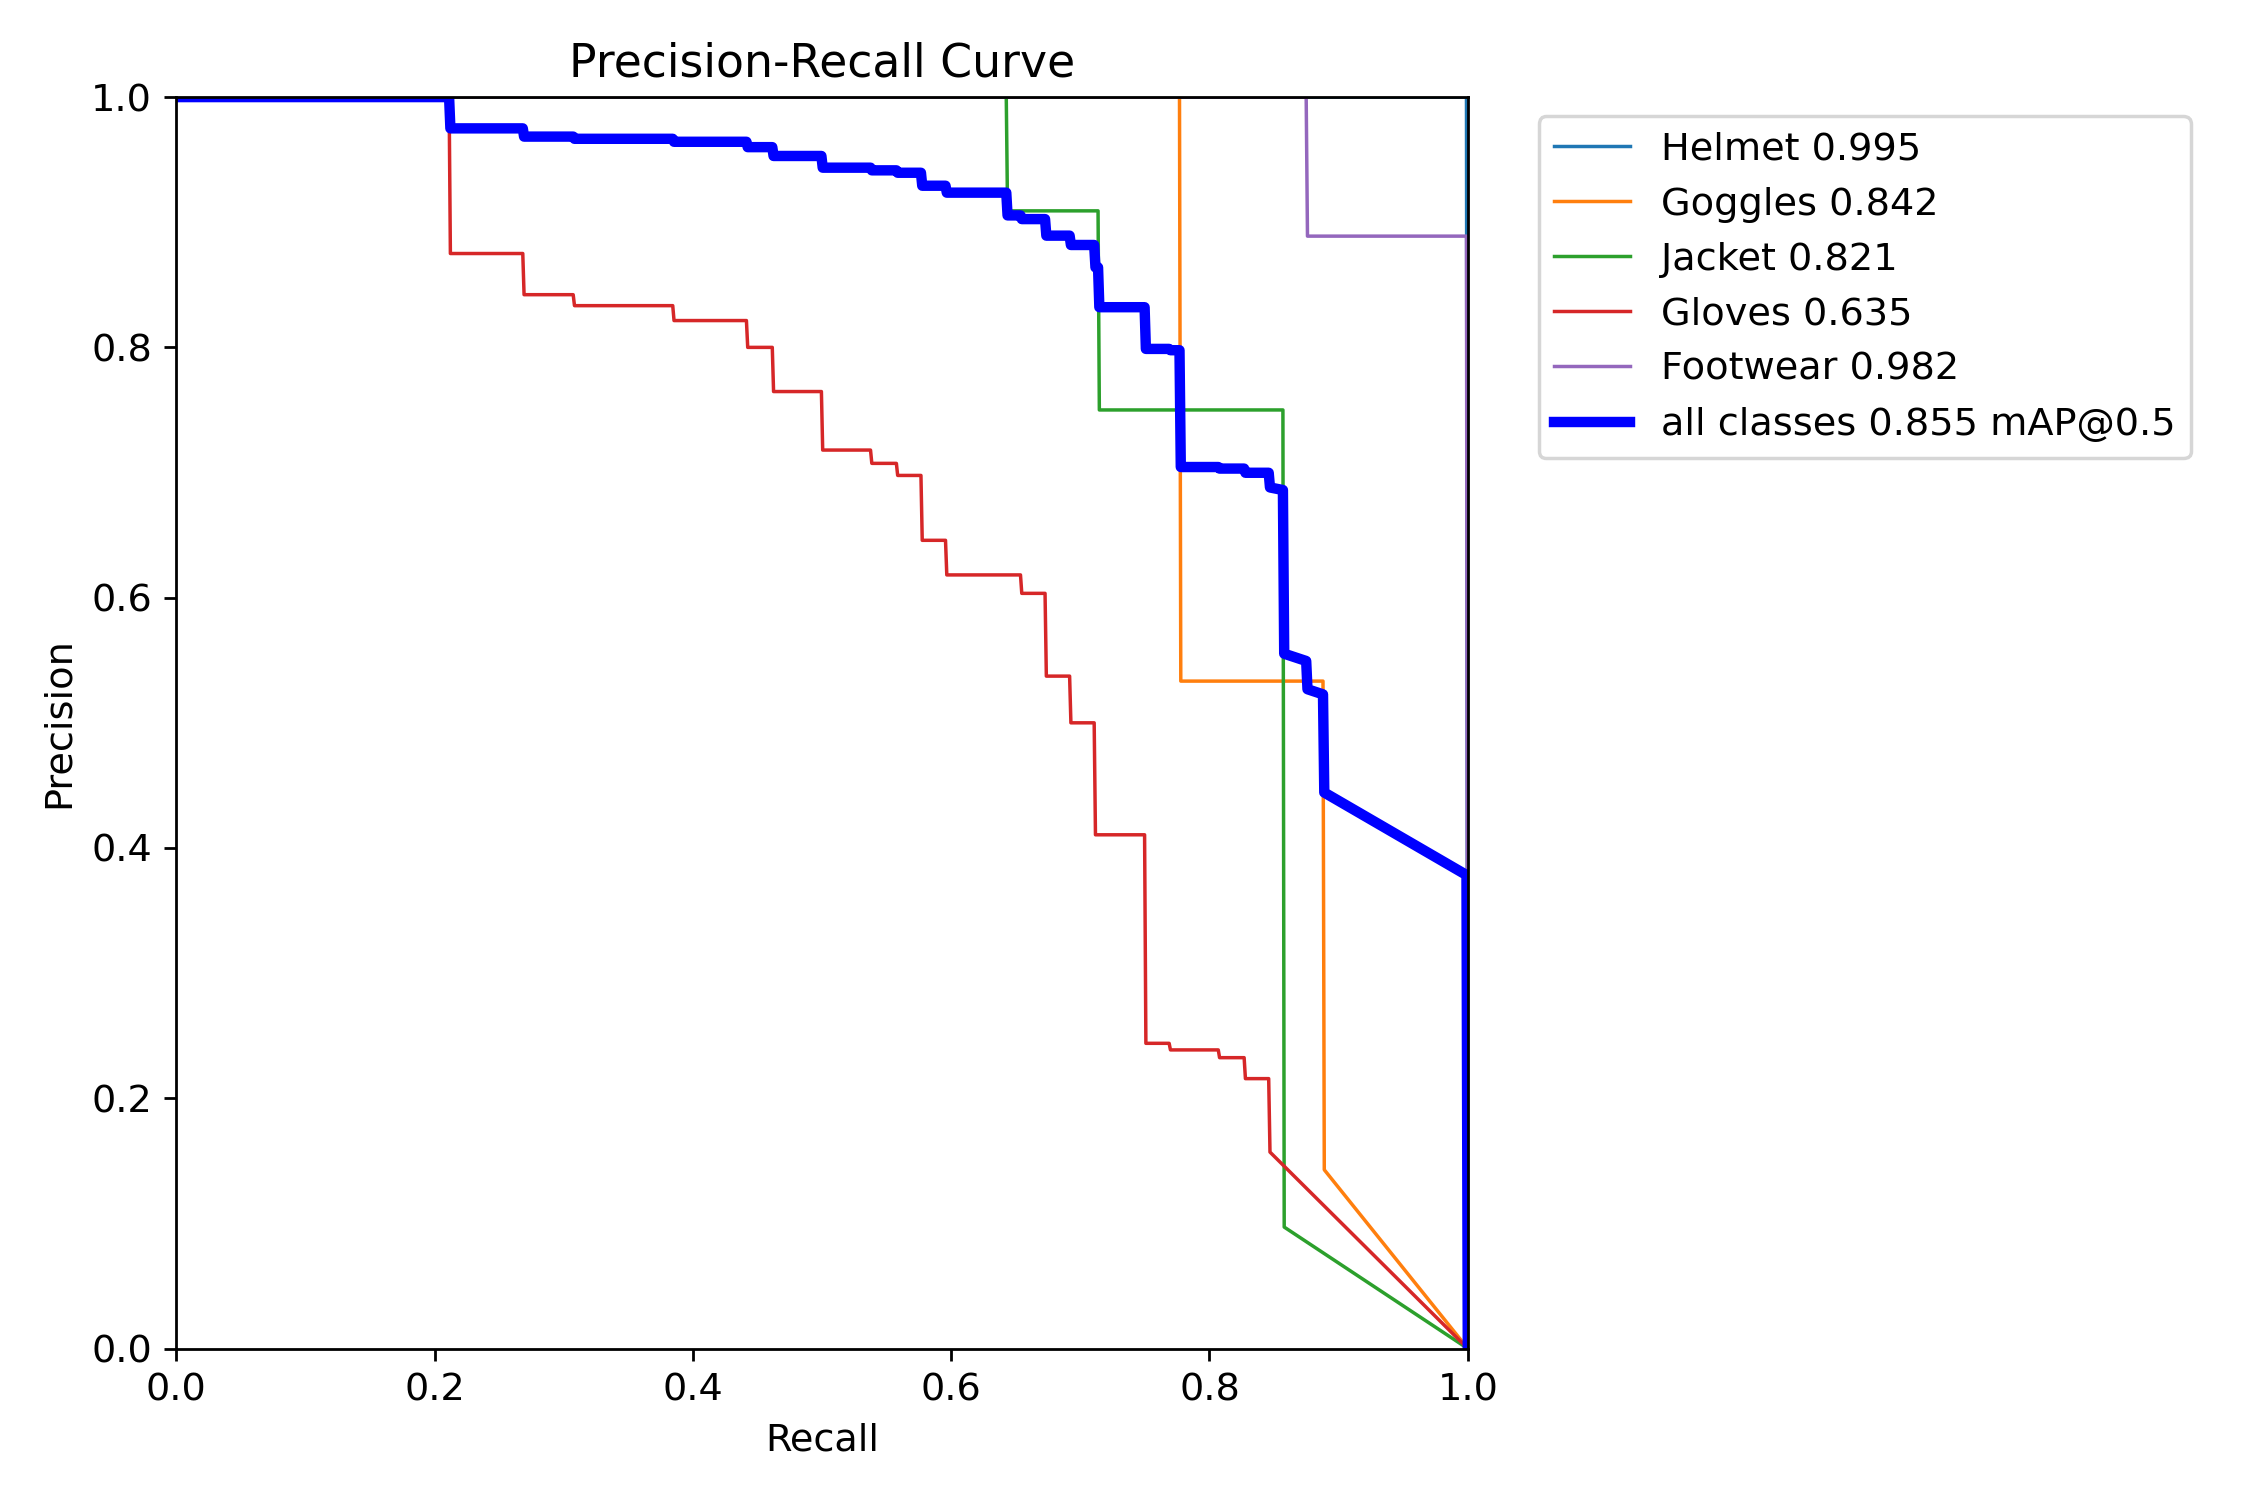 Precision-Recall Curve
1.0
0.8
0.6
0.4
0.2
0.0
Precision
0.0 0.2 0.4 0.6 0.8 1.0
Recall
Helmet 0.995
Goggles 0.842
Jacket 0.821
Gloves 0.635
Footwear 0.982
all classes 0.855 mAP@0.5